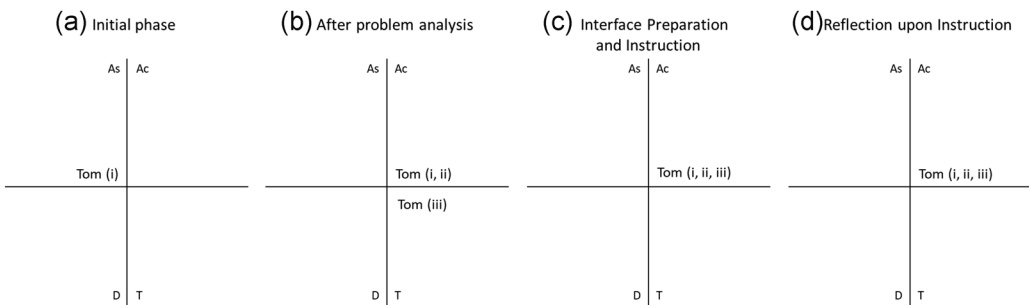 (a) Initial phase
As Ac
Tom (i)
D T
(b) After problem analysis
As Ac
Tom (i, ii)
Tom (iii)
D T
(c) Interface Preparation
and Instruction
As Ac
Tom (i, ii, iii)
D T
(d) Reflection upon Instruction
As Ac
Tom (i, ii, iii)
D T